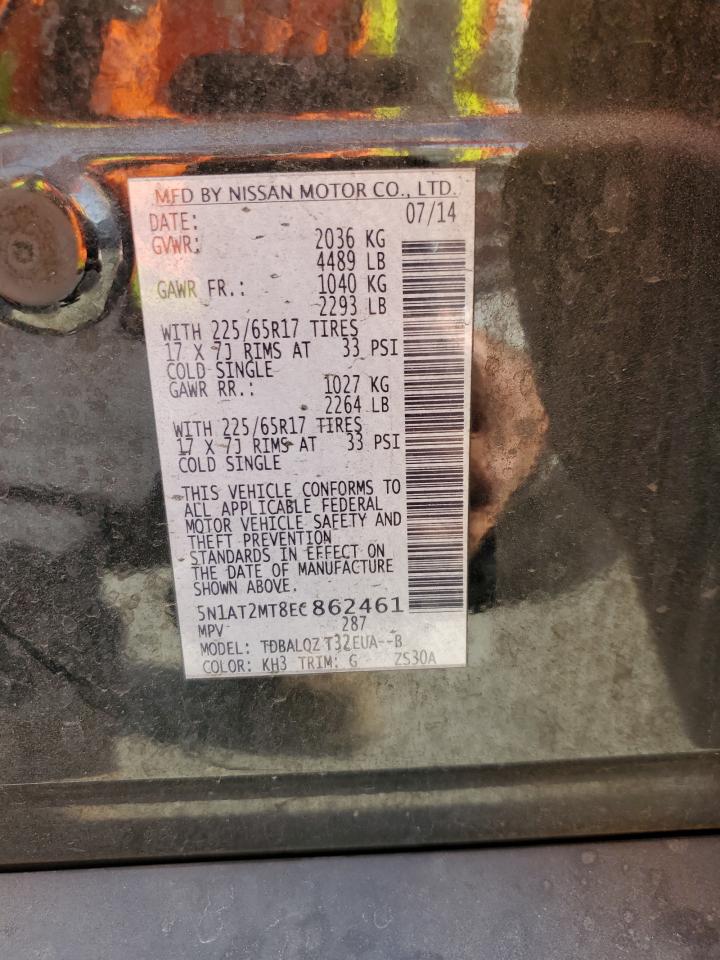 MFD BY NISSAN MOTOR CO., LTD.
DATE: 07/14
GVWR: 2036 KG
4489 LB
GAWR FR.: 1040 KG
2293 LB
WITH 225/65R17 TIRES
17 X 7J RIMS AT 33 PSI
COLD SINGLE
GAWR RR.: 1027 KG
2264 LB
WITH 225/65R17 TIRES
17 X 7J RIMS AT 33 PSI
COLD SINGLE
THIS VEHICLE CONFORMS TO
ALL APPLICABLE FEDERAL
MOTOR VEHICLE SAFETY AND
THEFT PREVENTION
STANDARDS IN EFFECT ON
THE DATE OF MANUFACTURE
SHOWN ABOVE.
5N1AT2MT8EC862461
MPV 287
MODEL: TDBALQZ T32EUA--B
COLOR: KH3 TRIM: G ZS30A